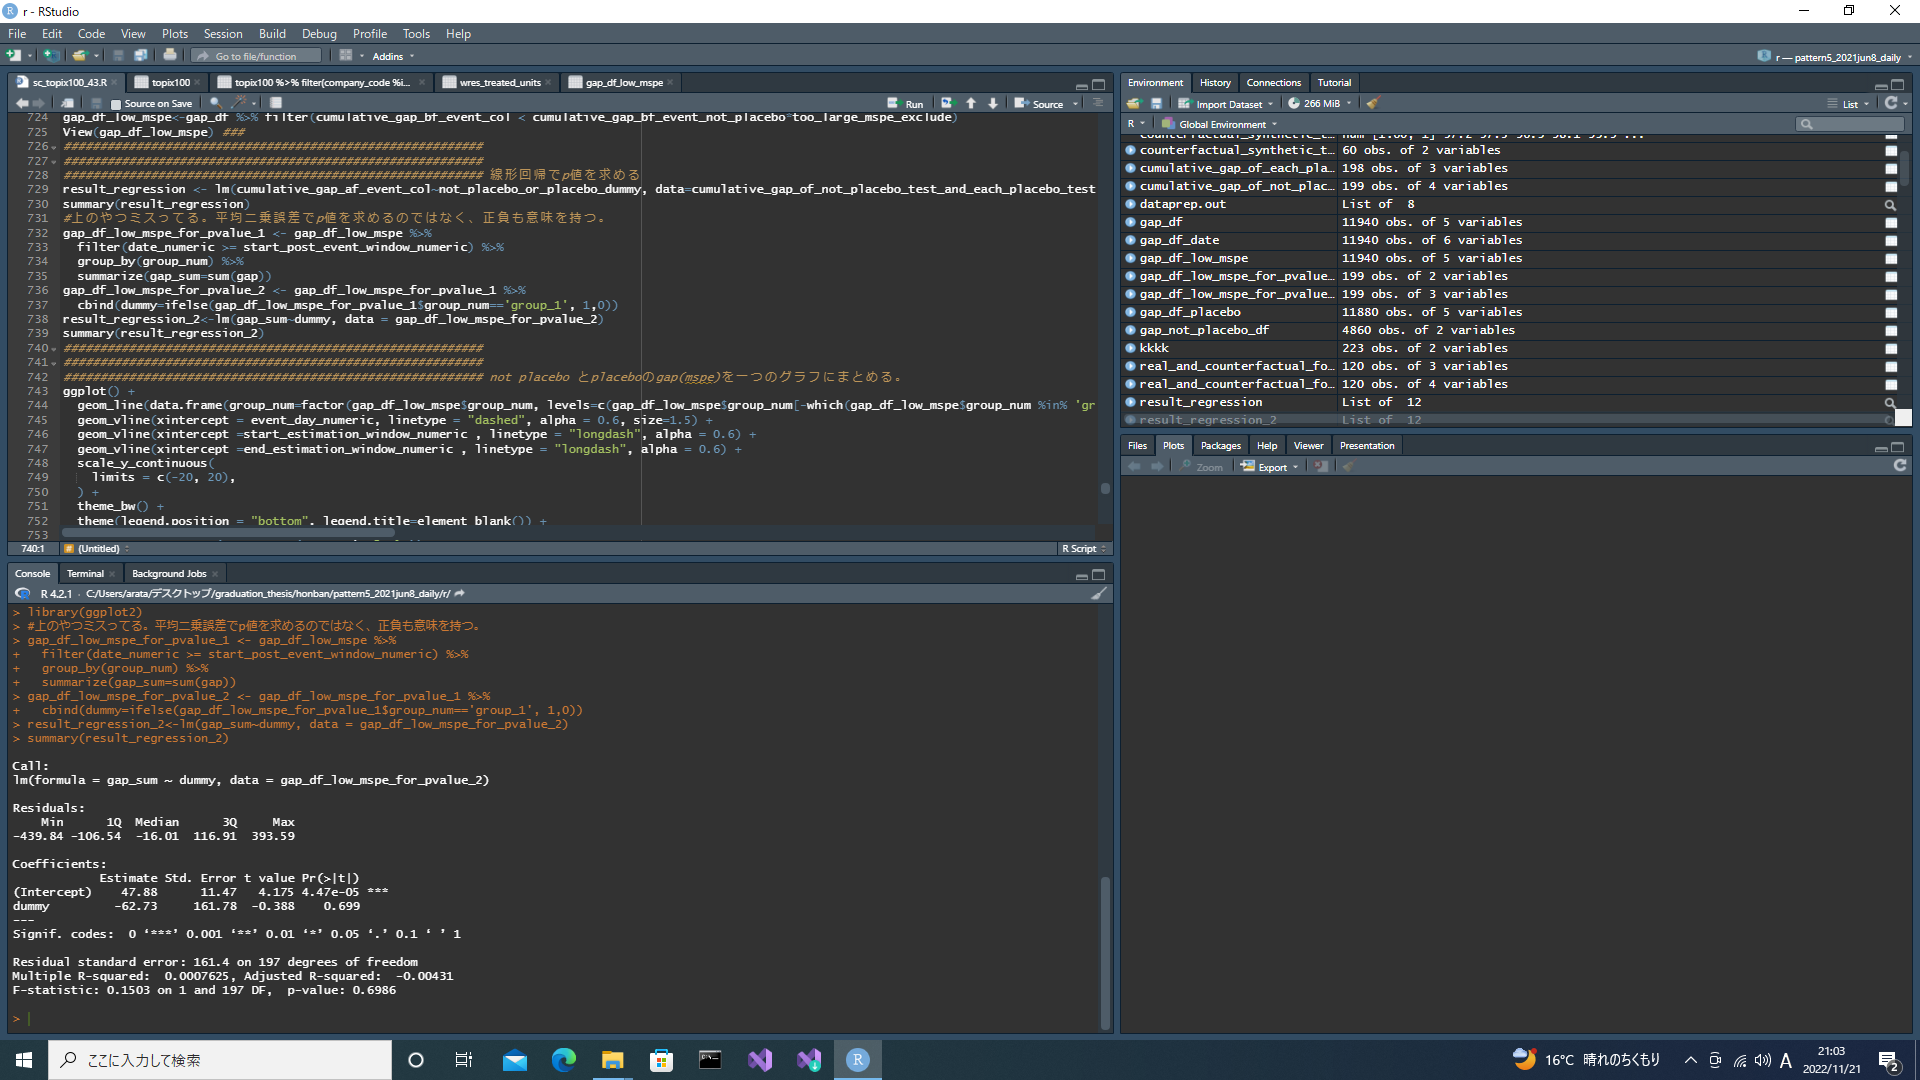 r - RStudio
File Edit Code View Plots Session Build Debug Profile Tools Help
Go to file/function Addins r — pattern5_2021jun8_daily
sc_topix100_43.R topix100 topix100 %>% filter(company_code %i... wres_treated_units gap_df_low_mspe
Source on Save Run Source
724 gap_df_low_mspe<-gap_df %>% filter(cumulative_gap_bf_event_col < cumulative_gap_bf_event_not_placebo*too_large_mspe_exclude)
725 View(gap_df_low_mspe) ###
726 ##########################################################
727 ##########################################################
728 ########################################################## 線形回帰でp値を求める
729 result_regression <- lm(cumulative_gap_af_event_col~not_placebo_or_placebo_dummy, data=cumulative_gap_of_not_placebo_test_and_each_placebo_test
730 summary(result_regression)
731 #上のやつミスってる。平均二乗誤差でp値を求めるのではなく、正負も意味を持つ。
732 gap_df_low_mspe_for_pvalue_1 <- gap_df_low_mspe %>%
733 filter(date_numeric >= start_post_event_window_numeric) %>%
734 group_by(group_num) %>%
735 summarize(gap_sum=sum(gap))
736 gap_df_low_mspe_for_pvalue_2 <- gap_df_low_mspe_for_pvalue_1 %>%
737 cbind(dummy=ifelse(gap_df_low_mspe_for_pvalue_1$group_num=='group_1', 1,0))
738 result_regression_2<-lm(gap_sum~dummy, data = gap_df_low_mspe_for_pvalue_2)
739 summary(result_regression_2)
740 ##########################################################
741 ##########################################################
742 ########################################################## not placebo とplaceboのgap(mspe)を一つのグラフにまとめる。
743 ggplot() +
744 geom_line(data.frame(group_num=factor(gap_df_low_mspe$group_num, levels=c(gap_df_low_mspe$group_num[-which(gap_df_low_mspe$group_num %in% 'gr
745 geom_vline(xintercept = event_day_numeric, linetype = "dashed", alpha = 0.6, size=1.5) +
746 geom_vline(xintercept =start_estimation_window_numeric , linetype = "longdash", alpha = 0.6) +
747 geom_vline(xintercept =end_estimation_window_numeric , linetype = "longdash", alpha = 0.6) +
748 scale_y_continuous(
749 limits = c(-20, 20),
750 ) +
751 theme_bw() +
752 theme(legend.position = "bottom", legend.title=element_blank()) +
753
740:1 (Untitled) R Script
Console Terminal Background Jobs
R 4.2.1 · C:/Users/arata/デスクトップ/graduation_thesis/honban/pattern5_2021jun8_daily/r/
> library(ggplot2)
> #上のやつミスってる。平均二乗誤差でp値を求めるのではなく、正負も意味を持つ。
> gap_df_low_mspe_for_pvalue_1 <- gap_df_low_mspe %>%
+ filter(date_numeric >= start_post_event_window_numeric) %>%
+ group_by(group_num) %>%
+ summarize(gap_sum=sum(gap))
> gap_df_low_mspe_for_pvalue_2 <- gap_df_low_mspe_for_pvalue_1 %>%
+ cbind(dummy=ifelse(gap_df_low_mspe_for_pvalue_1$group_num=='group_1', 1,0))
> result_regression_2<-lm(gap_sum~dummy, data = gap_df_low_mspe_for_pvalue_2)
> summary(result_regression_2)
Call:
lm(formula = gap_sum ~ dummy, data = gap_df_low_mspe_for_pvalue_2)
Residuals:
Min 1Q Median 3Q Max
-439.84 -106.54 -16.01 116.91 393.59
Coefficients:
Estimate Std. Error t value Pr(>|t|)
(Intercept) 47.88 11.47 4.175 4.47e-05 ***
dummy -62.73 161.78 -0.388 0.699
---
Signif. codes: 0 ‘***’ 0.001 ‘**’ 0.01 ‘*’ 0.05 ‘.’ 0.1 ‘ ’ 1
Residual standard error: 161.4 on 197 degrees of freedom
Multiple R-squared: 0.0007625, Adjusted R-squared: -0.00431
F-statistic: 0.1503 on 1 and 197 DF, p-value: 0.6986
>
Environment History Connections Tutorial
Import Dataset 266 MiB List
R Global Environment
counterfactual_synthetic_t… 60 obs. of 2 variables
cumulative_gap_of_each_pla… 198 obs. of 3 variables
cumulative_gap_of_not_plac… 199 obs. of 4 variables
dataprep.out List of 8
gap_df 11940 obs. of 5 variables
gap_df_date 11940 obs. of 6 variables
gap_df_low_mspe 11940 obs. of 5 variables
gap_df_low_mspe_for_pvalue… 199 obs. of 2 variables
gap_df_low_mspe_for_pvalue… 199 obs. of 3 variables
gap_df_placebo 11880 obs. of 5 variables
gap_not_placebo_df 4860 obs. of 2 variables
kkkk 223 obs. of 2 variables
real_and_counterfactual_fo… 120 obs. of 3 variables
real_and_counterfactual_fo… 120 obs. of 4 variables
result_regression List of 12
result_regression_2 List of 12
Files Plots Packages Help Viewer Presentation
Zoom Export
ここに入力して検索
16°C 晴れのちくもり A 21:03
2022/11/21 2